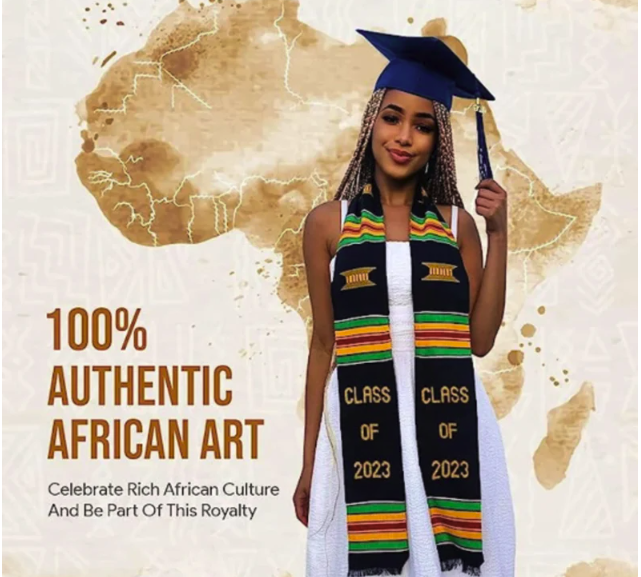 100%
AUTHENTIC
AFRICAN ART
Celebrate Rich African Culture
And Be Part Of This Royalty
CLASS
OF
2023
CLASS
OF
2023